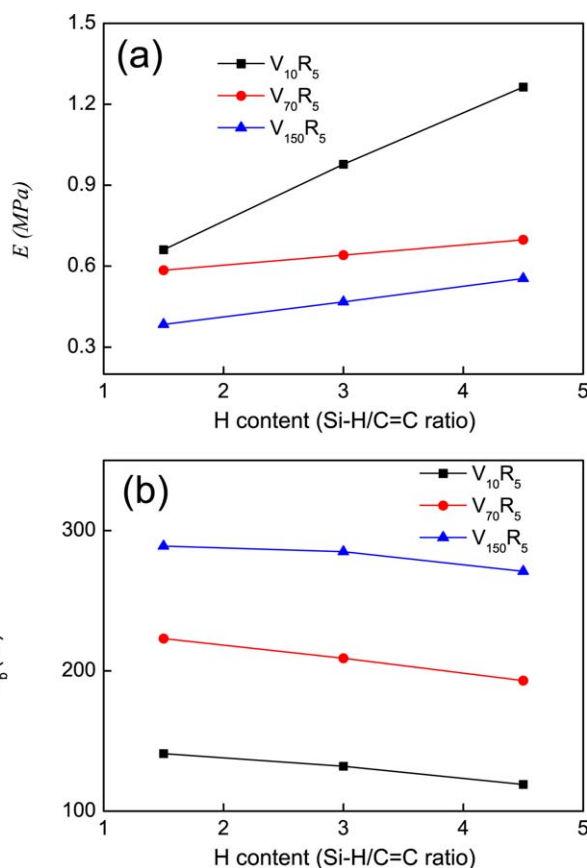 (a)
V₁₀R₅
V₇₀R₅
V₁₅₀R₅
1.5
1.2
0.9
0.6
0.3
E (MPa)
1 2 3 4 5
H content (Si-H/C=C ratio)
(b)
V₁₀R₅
V₇₀R₅
V₁₅₀R₅
300
200
100
1 2 3 4 5
H content (Si-H/C=C ratio)